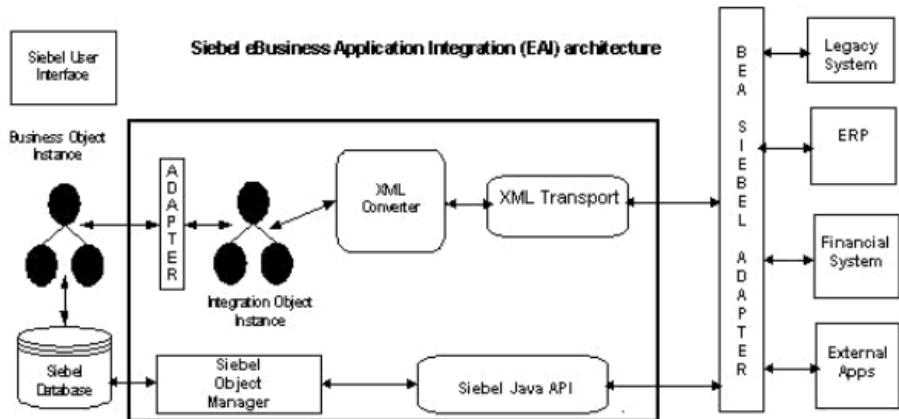 Siebel eBusiness Application Integration (EAI) architecture
Siebel User
Interface
Business Object
Instance
ADAPTER
Integration Object
Instance
XML
Converter
XML Transport
Siebel
Database
Siebel
Object
Manager
Siebel Java API
BEA SIEBEL ADAPTER
Legacy
System
ERP
Financial
System
External
Apps